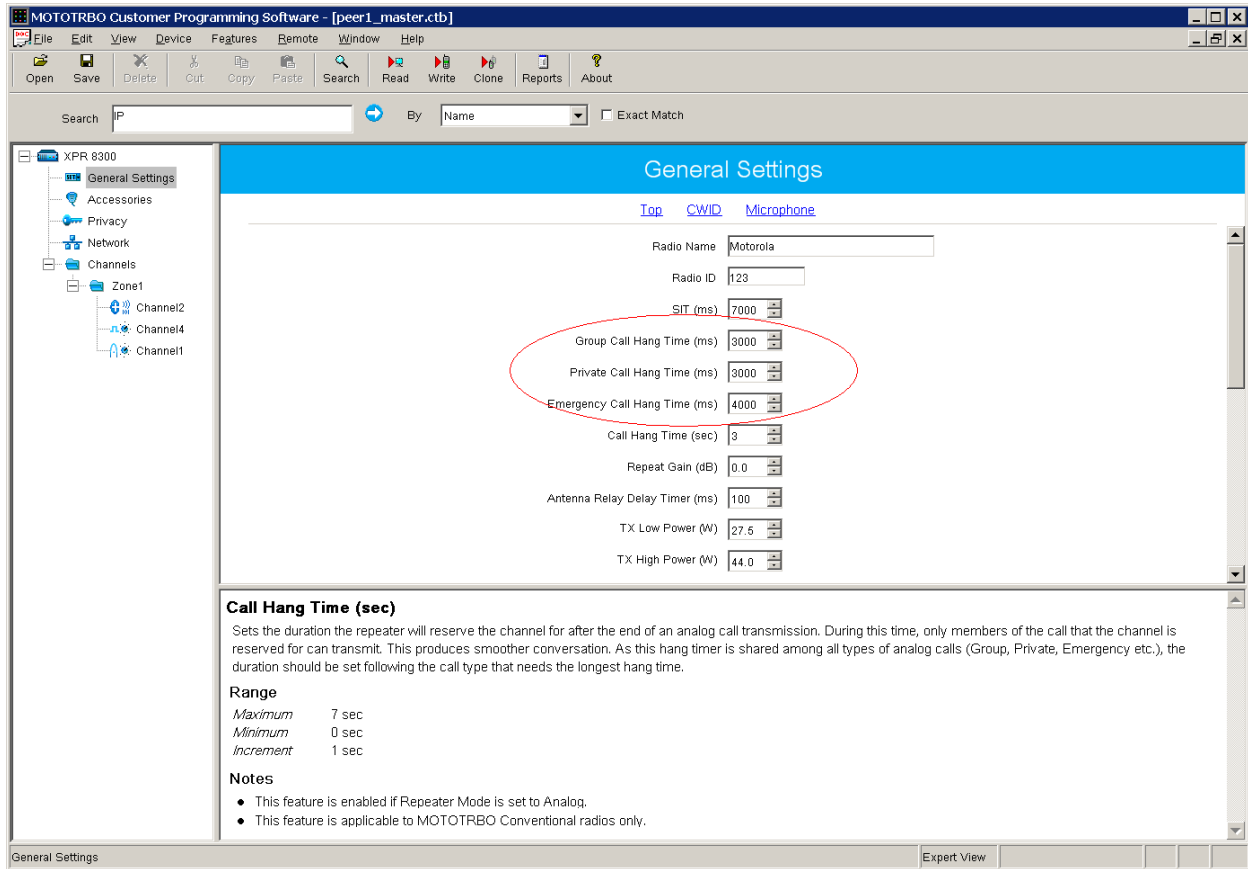 MOTOTRBO Customer Programming Software - [peer1_master.ctb]
File Edit View Device Features Remote Window Help
Open Save Delete Cut Copy Paste Search Read Write Clone Reports About
Search IP By Name Exact Match
XPR 8300
General Settings
Accessories
Privacy
Network
Channels
Zone1
Channel2
Channel4
Channel1
General Settings
Top CWID Microphone
Radio Name Motorola
Radio ID 123
SIT (ms) 7000
Group Call Hang Time (ms) 3000
Private Call Hang Time (ms) 3000
Emergency Call Hang Time (ms) 4000
Call Hang Time (sec) 3
Repeat Gain (dB) 0.0
Antenna Relay Delay Timer (ms) 100
TX Low Power (W) 27.5
TX High Power (W) 44.0
Call Hang Time (sec)
Sets the duration the repeater will reserve the channel for after the end of an analog call transmission. During this time, only members of the call that the channel is
reserved for can transmit. This produces smoother conversation. As this hang timer is shared among all types of analog calls (Group, Private, Emergency etc.), the
duration should be set following the call type that needs the longest hang time.
Range
Maximum 7 sec
Minimum 0 sec
Increment 1 sec
Notes
• This feature is enabled if Repeater Mode is set to Analog.
• This feature is applicable to MOTOTRBO Conventional radios only.
General Settings Expert View